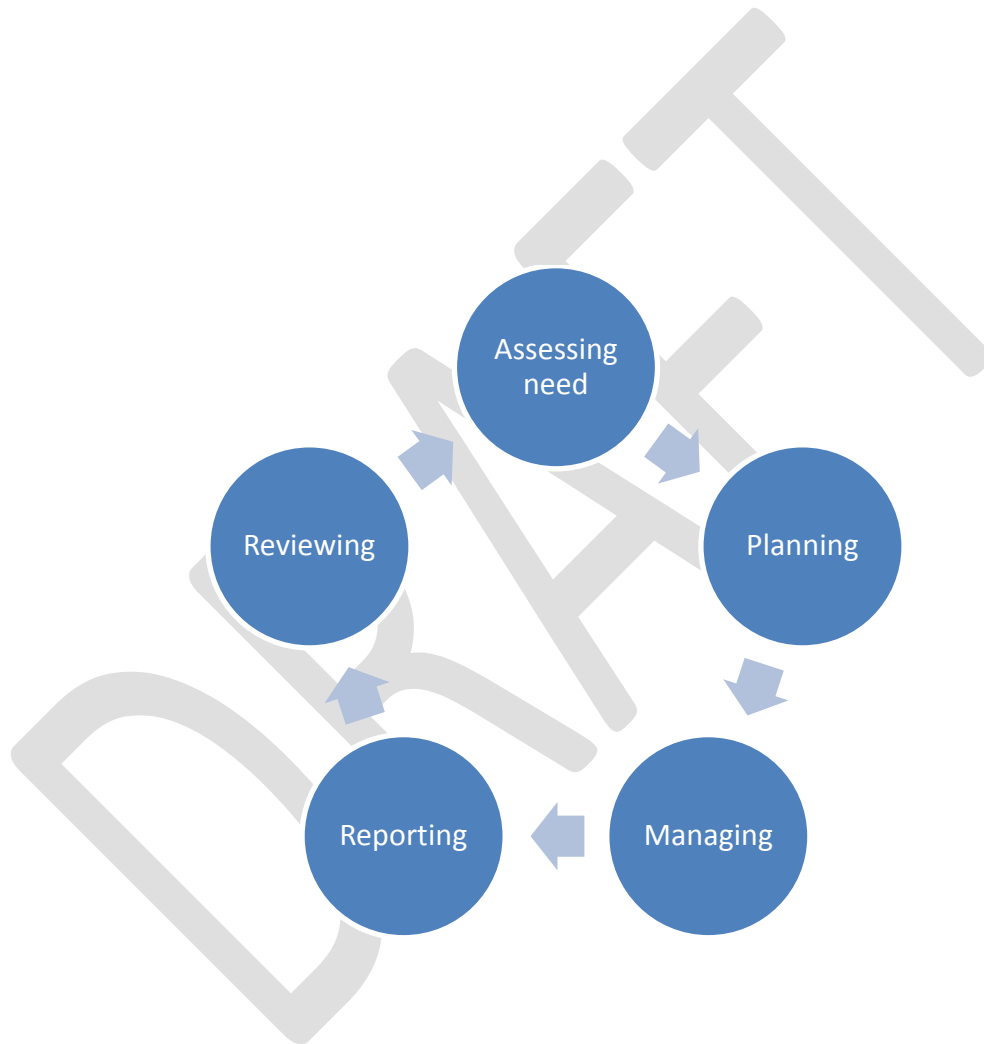 Assessing
need
Planning
Managing
Reporting
Reviewing
DRAFT